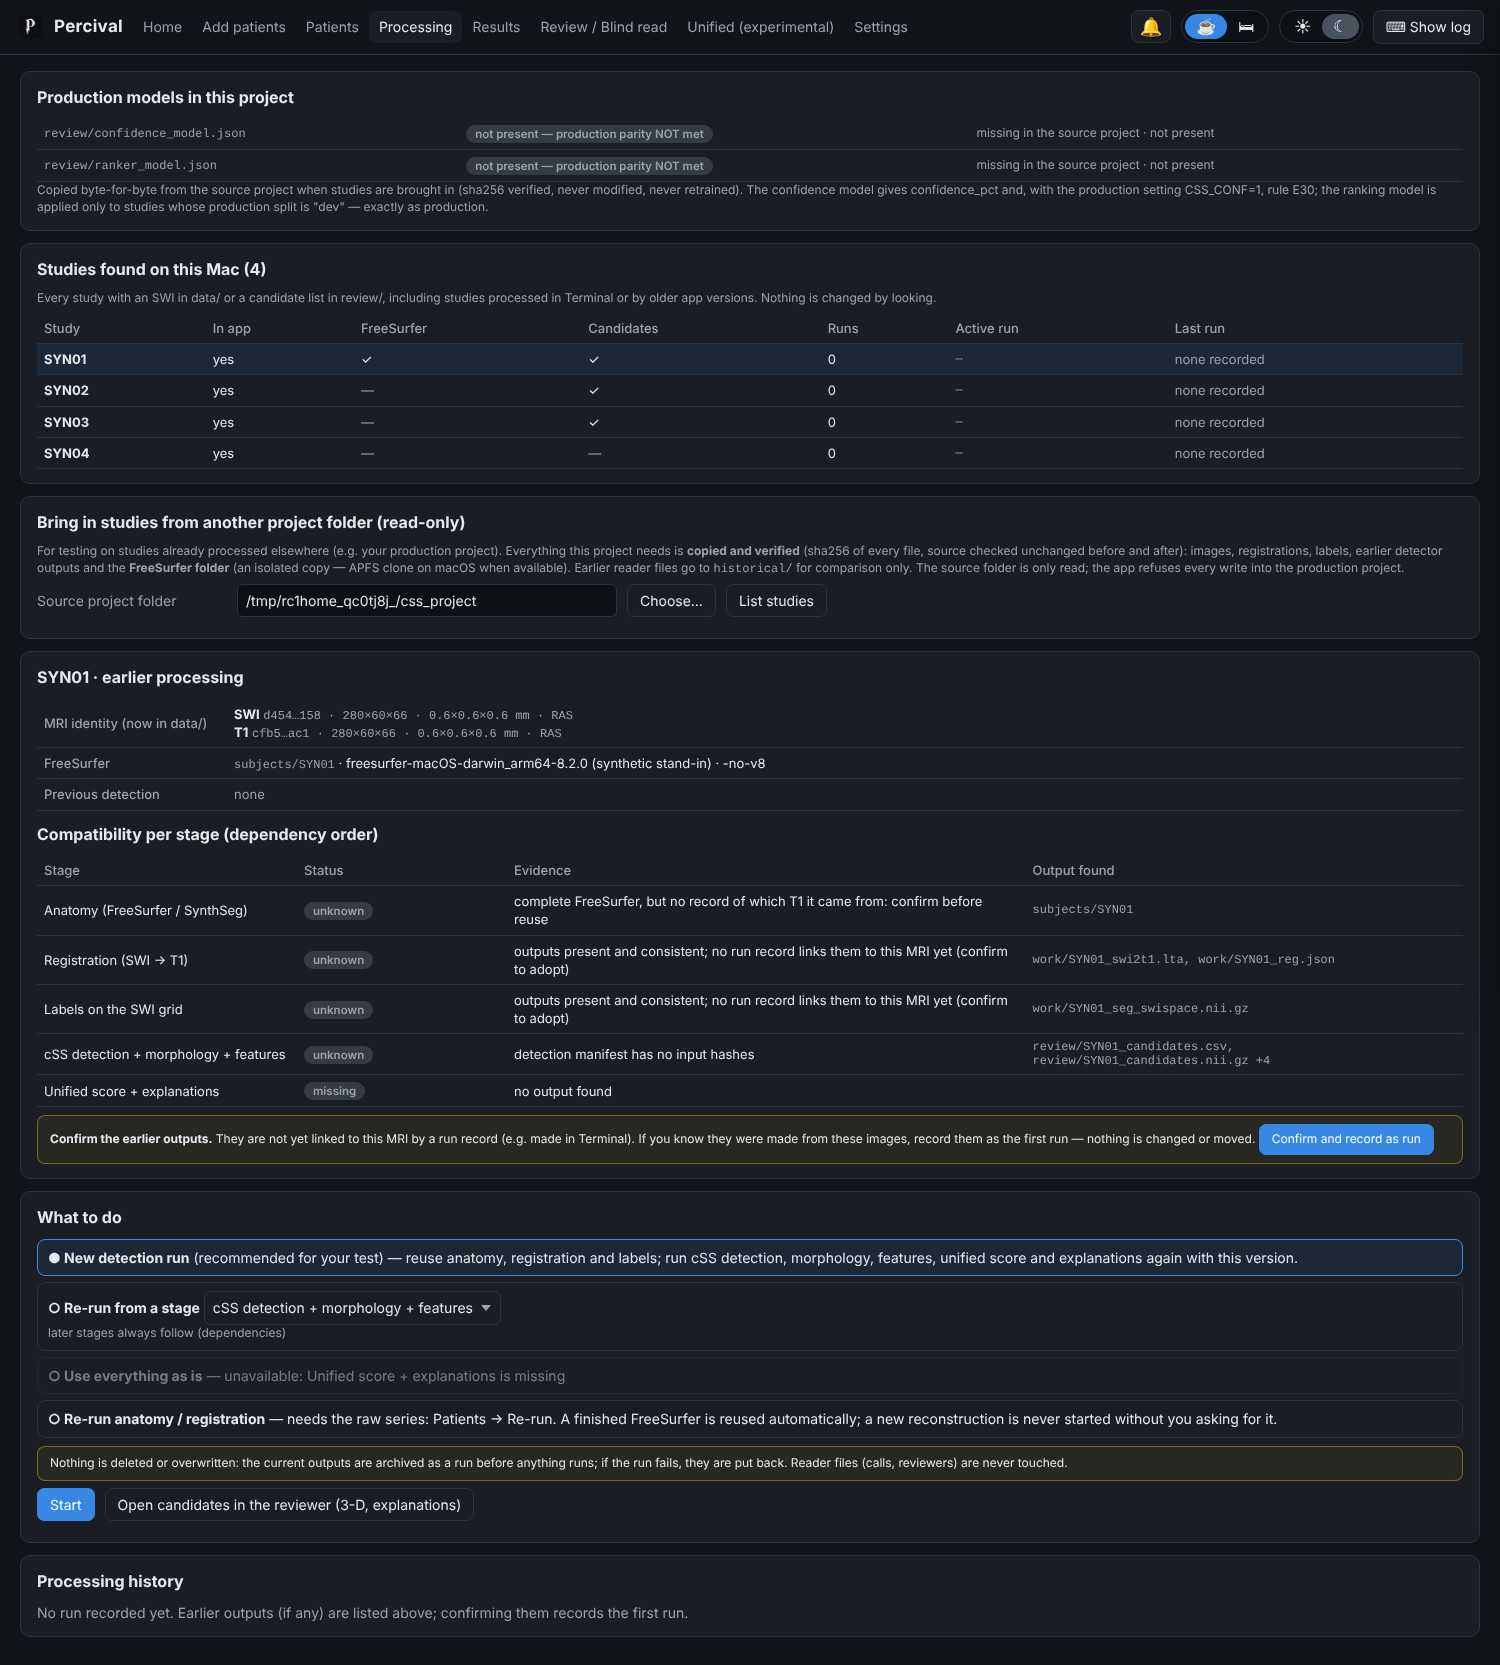 Percival Home Add patients Patients Processing Results Review / Blind read Unified (experimental) Settings Show log
Production models in this project
review/confidence_model.json not present — production parity NOT met missing in the source project · not present
review/ranker_model.json not present — production parity NOT met missing in the source project · not present
Copied byte-for-byte from the source project when studies are brought in (sha256 verified, never modified, never retrained). The confidence model gives confidence_pct and, with the production setting CSS_CONF=1, rule E30; the ranking model is
applied only to studies whose production split is "dev" — exactly as production.
Studies found on this Mac (4)
Every study with an SWI in data/ or a candidate list in review/, including studies processed in Terminal or by older app versions. Nothing is changed by looking.
Study In app FreeSurfer Candidates Runs Active run Last run
SYN01 yes ✓ ✓ 0 – none recorded
SYN02 yes — ✓ 0 – none recorded
SYN03 yes — ✓ 0 – none recorded
SYN04 yes — — 0 – none recorded
Bring in studies from another project folder (read-only)
For testing on studies already processed elsewhere (e.g. your production project). Everything this project needs is copied and verified (sha256 of every file, source checked unchanged before and after): images, registrations, labels, earlier detector
outputs and the FreeSurfer folder (an isolated copy — APFS clone on macOS when available). Earlier reader files go to historical/ for comparison only. The source folder is only read; the app refuses every write into the production project.
Source project folder /tmp/rc1home_qc0tj8j_/css_project Choose... List studies
SYN01 · earlier processing
MRI identity (now in data/) SWI d454…158 · 280×60×66 · 0.6×0.6×0.6 mm · RAS
T1 cfb5…ac1 · 280×60×66 · 0.6×0.6×0.6 mm · RAS
FreeSurfer subjects/SYN01 · freesurfer-macOS-darwin_arm64-8.2.0 (synthetic stand-in) · -no-v8
Previous detection none
Compatibility per stage (dependency order)
Stage Status Evidence Output found
Anatomy (FreeSurfer / SynthSeg) unknown complete FreeSurfer, but no record of which T1 it came from: confirm before
reuse subjects/SYN01
Registration (SWI → T1) unknown outputs present and consistent; no run record links them to this MRI yet (confirm
to adopt) work/SYN01_swi2t1.lta, work/SYN01_reg.json
Labels on the SWI grid unknown outputs present and consistent; no run record links them to this MRI yet (confirm
to adopt) work/SYN01_seg_swispace.nii.gz
cSS detection + morphology + features unknown detection manifest has no input hashes review/SYN01_candidates.csv,
review/SYN01_candidates.nii.gz +4
Unified score + explanations missing no output found
Confirm the earlier outputs. They are not yet linked to this MRI by a run record (e.g. made in Terminal). If you know they were made from these images, record them as the first run — nothing is changed or moved. Confirm and record as run
What to do
New detection run (recommended for your test) — reuse anatomy, registration and labels; run cSS detection, morphology, features, unified score and explanations again with this version.
Re-run from a stage cSS detection + morphology + features
later stages always follow (dependencies)
Use everything as is — unavailable: Unified score + explanations is missing
Re-run anatomy / registration — needs the raw series: Patients → Re-run. A finished FreeSurfer is reused automatically; a new reconstruction is never started without you asking for it.
Nothing is deleted or overwritten: the current outputs are archived as a run before anything runs; if the run fails, they are put back. Reader files (calls, reviewers) are never touched.
Start Open candidates in the reviewer (3-D, explanations)
Processing history
No run recorded yet. Earlier outputs (if any) are listed above; confirming them records the first run.